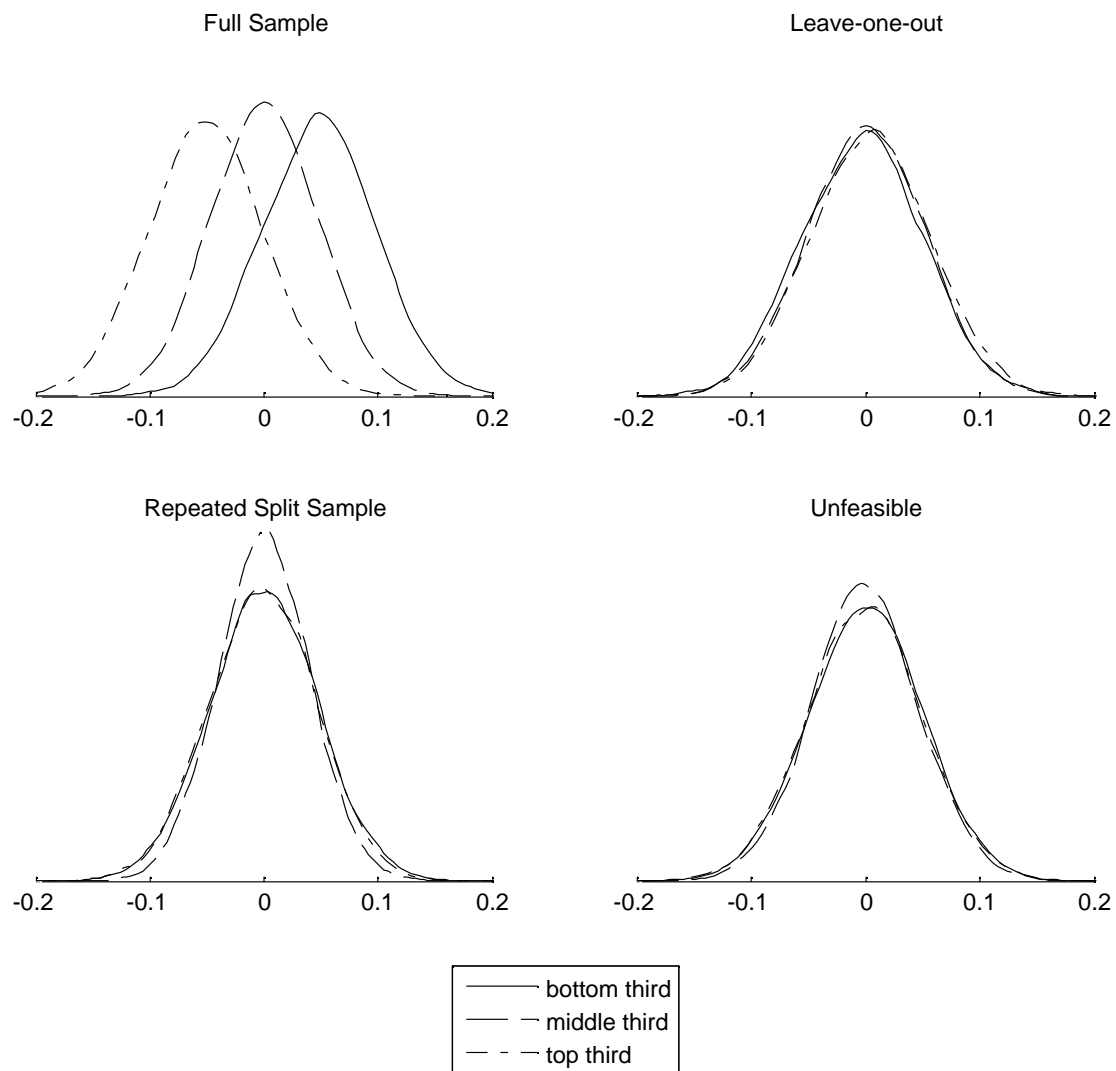 Full Sample
Leave-one-out
-0.2 -0.1 0 0.1 0.2
-0.2 -0.1 0 0.1 0.2
Repeated Split Sample
Unfeasible
-0.2 -0.1 0 0.1 0.2
-0.2 -0.1 0 0.1 0.2
bottom third
middle third
top third